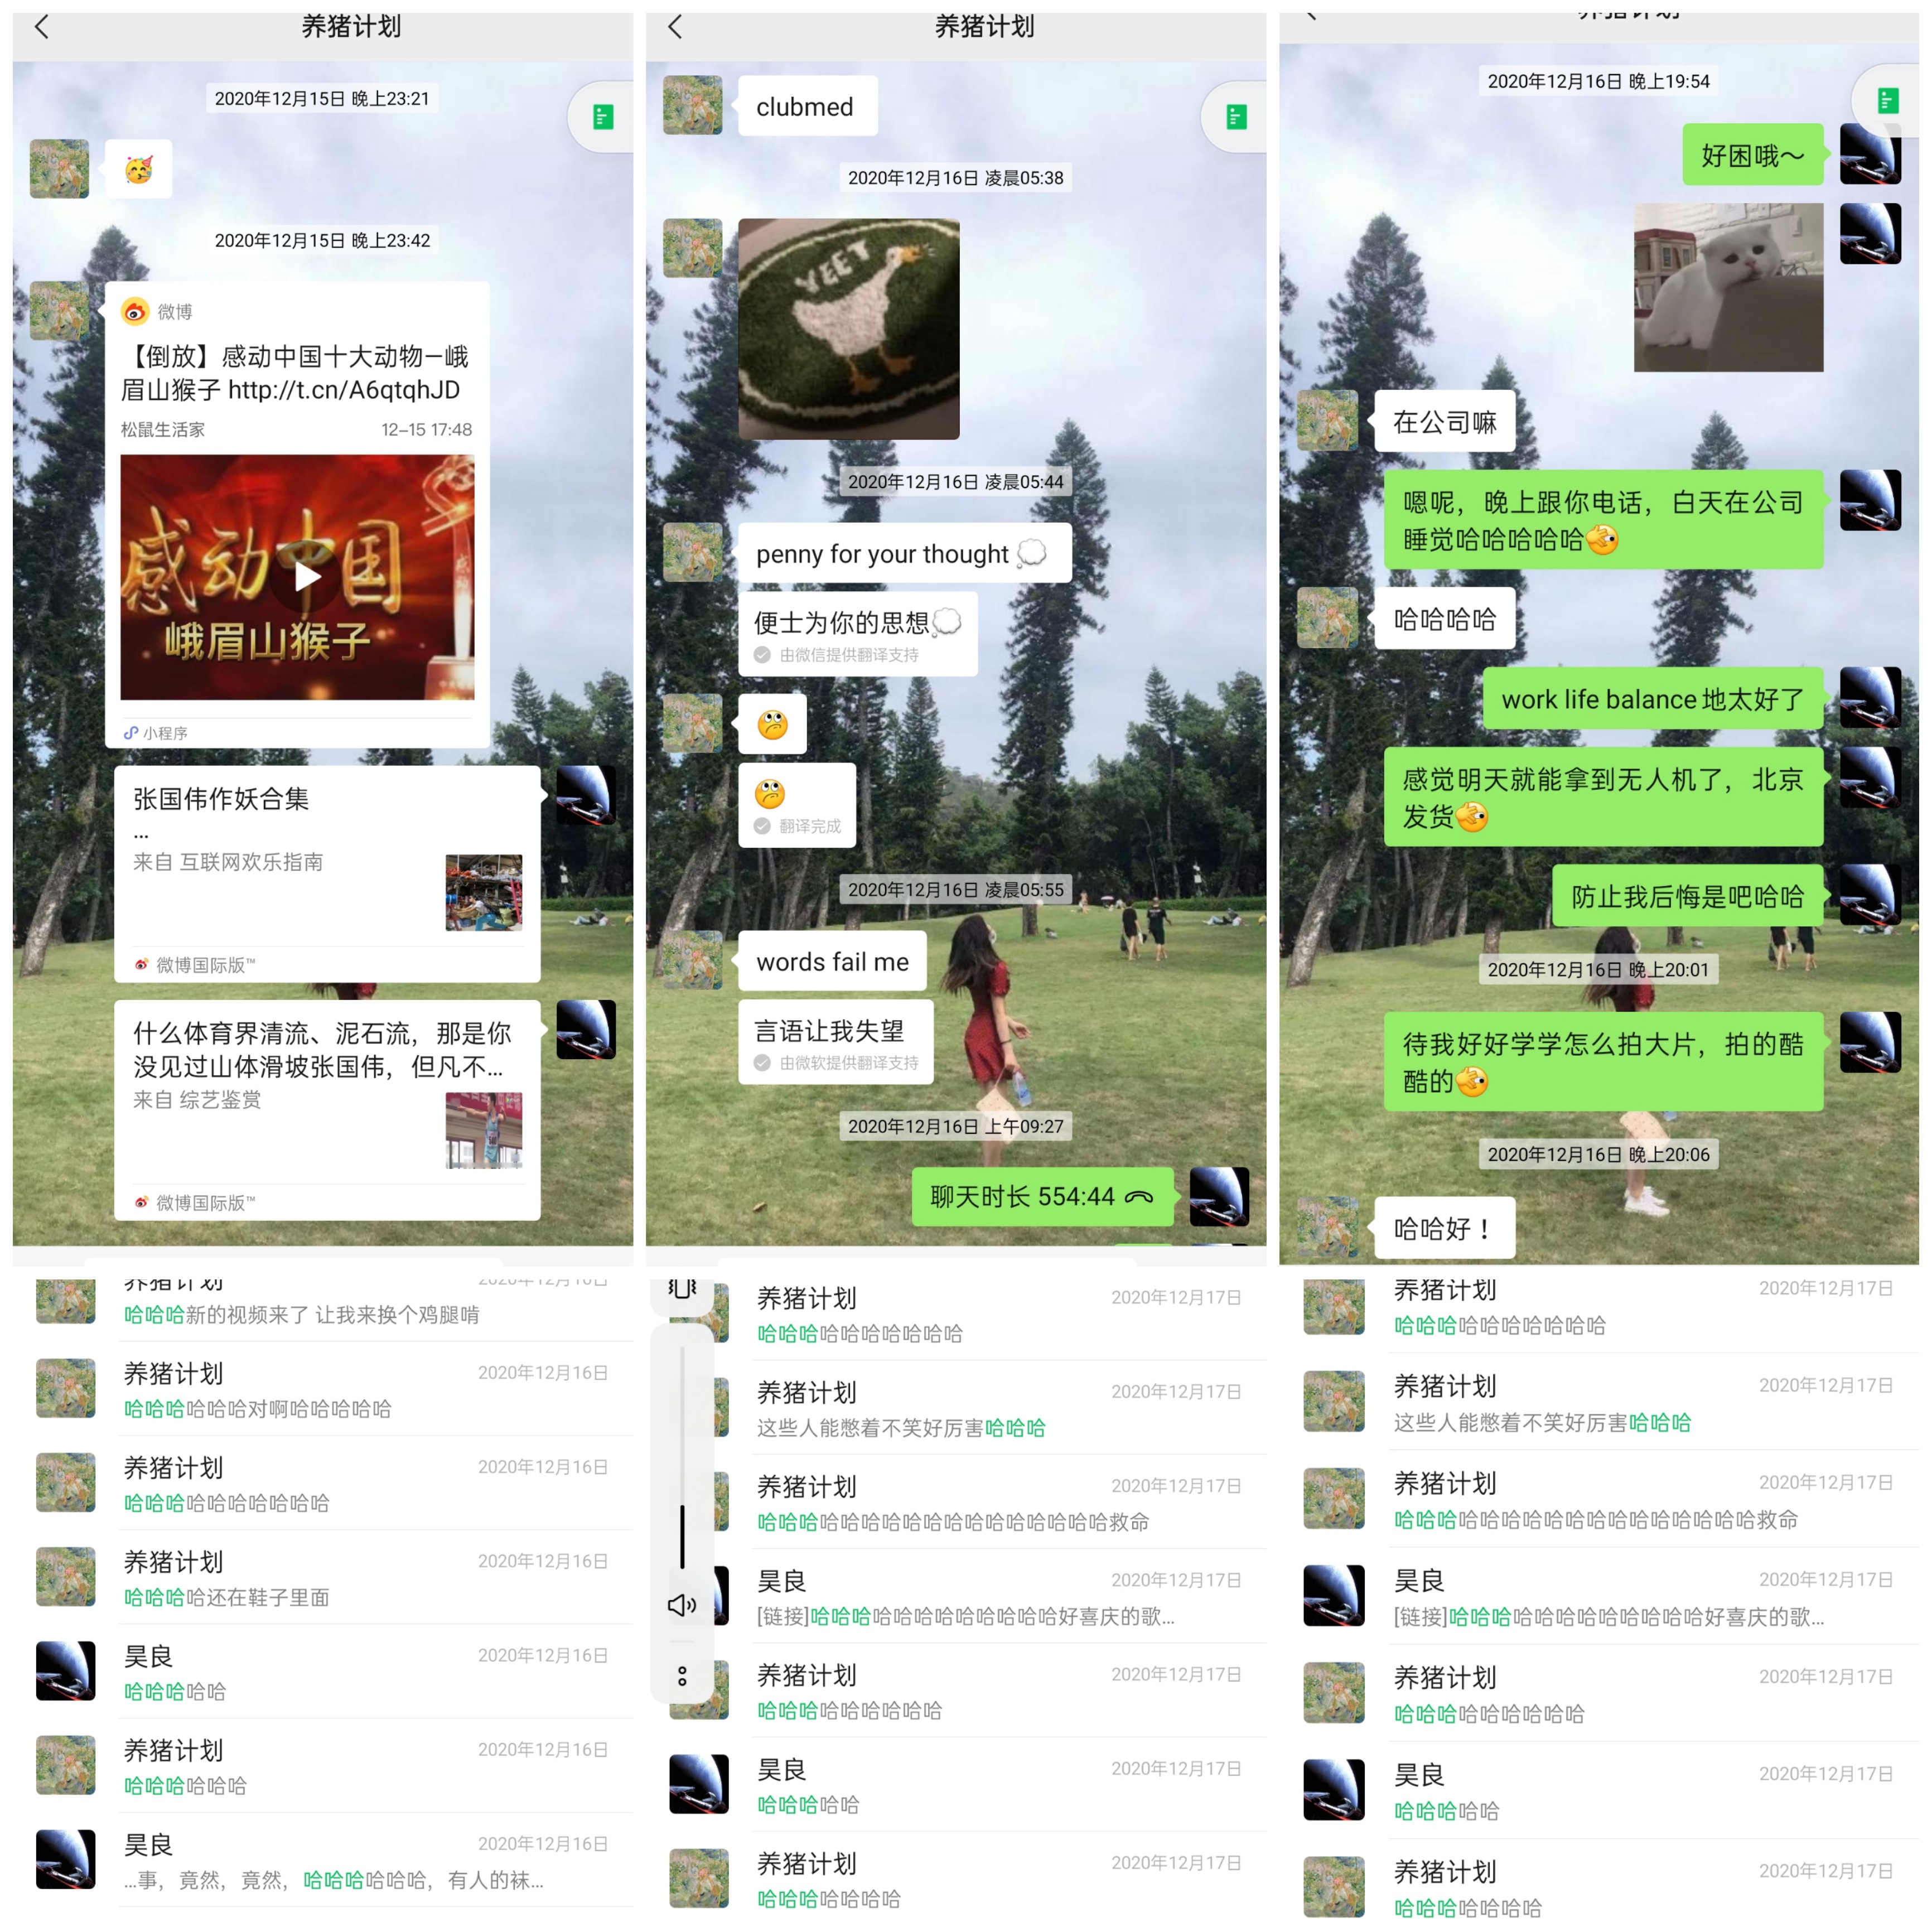 养猪计划
2020年12月15日 晚上23:21
2020年12月15日 晚上23:42
微博
【倒放】感动中国十大动物—峨
眉山猴子 http://t.cn/A6qtqhJD
松鼠生活家 12-15 17:48
感动中国
峨眉山猴子
小程序
张国伟作妖合集
...
来自 互联网欢乐指南
微博国际版™
什么体育界清流、泥石流，那是你
没见过山体滑坡张国伟，但凡不...
来自 综艺鉴赏
微博国际版™
养猪计划
clubmed
2020年12月16日 凌晨05:38
YEET
2020年12月16日 凌晨05:44
penny for your thought
便士为你的思想
由微信提供翻译支持
翻译完成
2020年12月16日 凌晨05:55
words fail me
言语让我失望
由微软提供翻译支持
2020年12月16日 上午09:27
聊天时长 554:44
养猪计划
2020年12月16日 晚上19:54
好困哦～
在公司嘛
嗯呢，晚上跟你电话，白天在公司
睡觉哈哈哈哈哈
哈哈哈哈
work life balance地太好了
感觉明天就能拿到无人机了，北京
发货
防止我后悔是吧哈哈
2020年12月16日 晚上20:01
待我好好学学怎么拍大片，拍的酷
酷的
2020年12月16日 晚上20:06
哈哈好！
养猪计划 2020年12月16日
哈哈哈新的视频来了 让我来换个鸡腿啃
养猪计划 2020年12月16日
哈哈哈哈哈哈对啊哈哈哈哈哈
养猪计划 2020年12月16日
哈哈哈哈哈哈哈哈哈哈
养猪计划 2020年12月16日
哈哈哈哈还在鞋子里面
昊良 2020年12月16日
哈哈哈哈哈
养猪计划 2020年12月16日
哈哈哈哈哈哈
昊良 2020年12月16日
...事，竟然，竟然，哈哈哈哈哈哈，有人的袜...
养猪计划 2020年12月17日
哈哈哈哈哈哈哈哈哈哈
养猪计划 2020年12月17日
这些人能憋着不笑好厉害哈哈哈
养猪计划 2020年12月17日
哈哈哈哈哈哈哈哈哈哈哈哈哈哈哈哈哈救命
昊良 2020年12月17日
[链接]哈哈哈哈哈哈哈哈哈哈哈哈好喜庆的歌...
养猪计划 2020年12月17日
哈哈哈哈哈哈哈哈哈
昊良 2020年12月17日
哈哈哈哈哈
养猪计划 2020年12月17日
哈哈哈哈哈哈哈
养猪计划 2020年12月17日
哈哈哈哈哈哈哈哈哈哈
养猪计划 2020年12月17日
这些人能憋着不笑好厉害哈哈哈
养猪计划 2020年12月17日
哈哈哈哈哈哈哈哈哈哈哈哈哈哈哈哈哈救命
昊良 2020年12月17日
[链接]哈哈哈哈哈哈哈哈哈哈哈哈好喜庆的歌...
养猪计划 2020年12月17日
哈哈哈哈哈哈哈哈哈
昊良 2020年12月17日
哈哈哈哈哈
养猪计划 2020年12月17日
哈哈哈哈哈哈哈